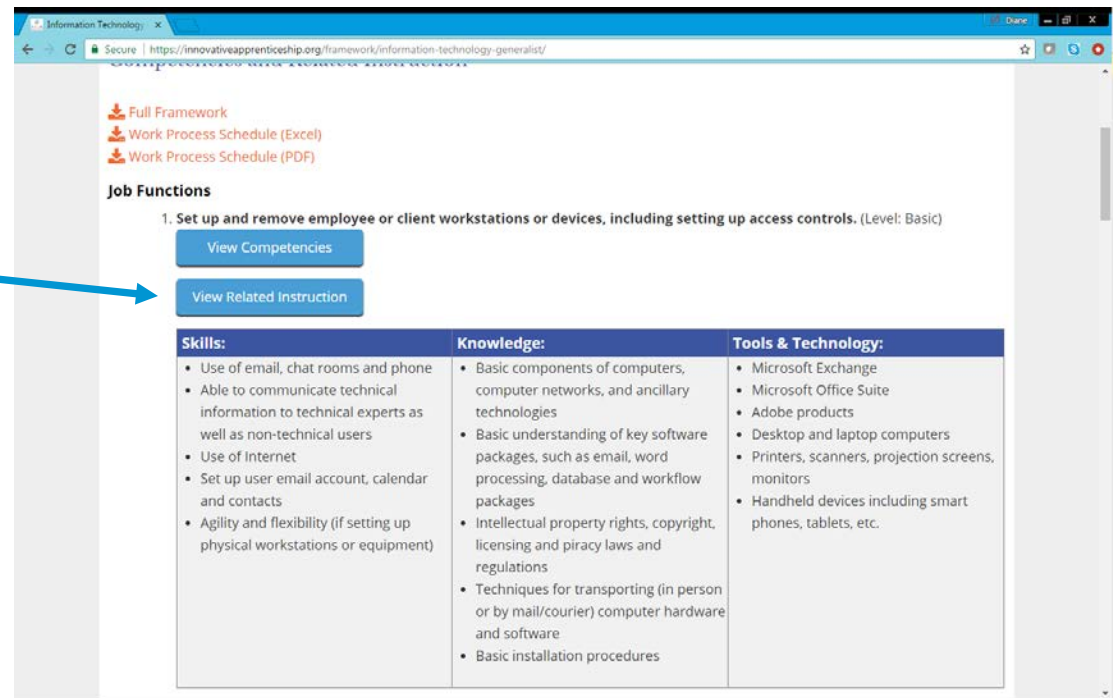 Information Technology
Diane
Secure | https://innovativeapprenticeship.org/framework/information-technology-generalist/
Competencies and Related Instruction
Full Framework
Work Process Schedule (Excel)
Work Process Schedule (PDF)
Job Functions
1. Set up and remove employee or client workstations or devices, including setting up access controls. (Level: Basic)
View Competencies
View Related Instruction
Skills:
• Use of email, chat rooms and phone
• Able to communicate technical
information to technical experts as
well as non-technical users
• Use of Internet
• Set up user email account, calendar
and contacts
• Agility and flexibility (if setting up
physical workstations or equipment)
Knowledge:
• Basic components of computers,
computer networks, and ancillary
technologies
• Basic understanding of key software
packages, such as email, word
processing, database and workflow
packages
• Intellectual property rights, copyright,
licensing and piracy laws and
regulations
• Techniques for transporting (in person
or by mail/courier) computer hardware
and software
• Basic installation procedures
Tools & Technology:
• Microsoft Exchange
• Microsoft Office Suite
• Adobe products
• Desktop and laptop computers
• Printers, scanners, projection screens,
monitors
• Handheld devices including smart
phones, tablets, etc.